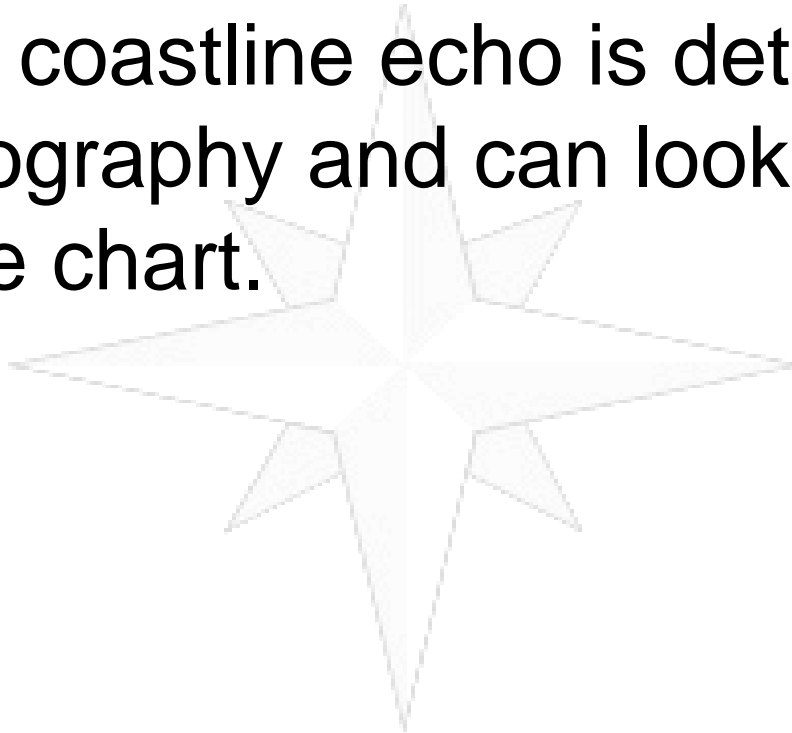 coastline echo is det
ography and can look
e chart.